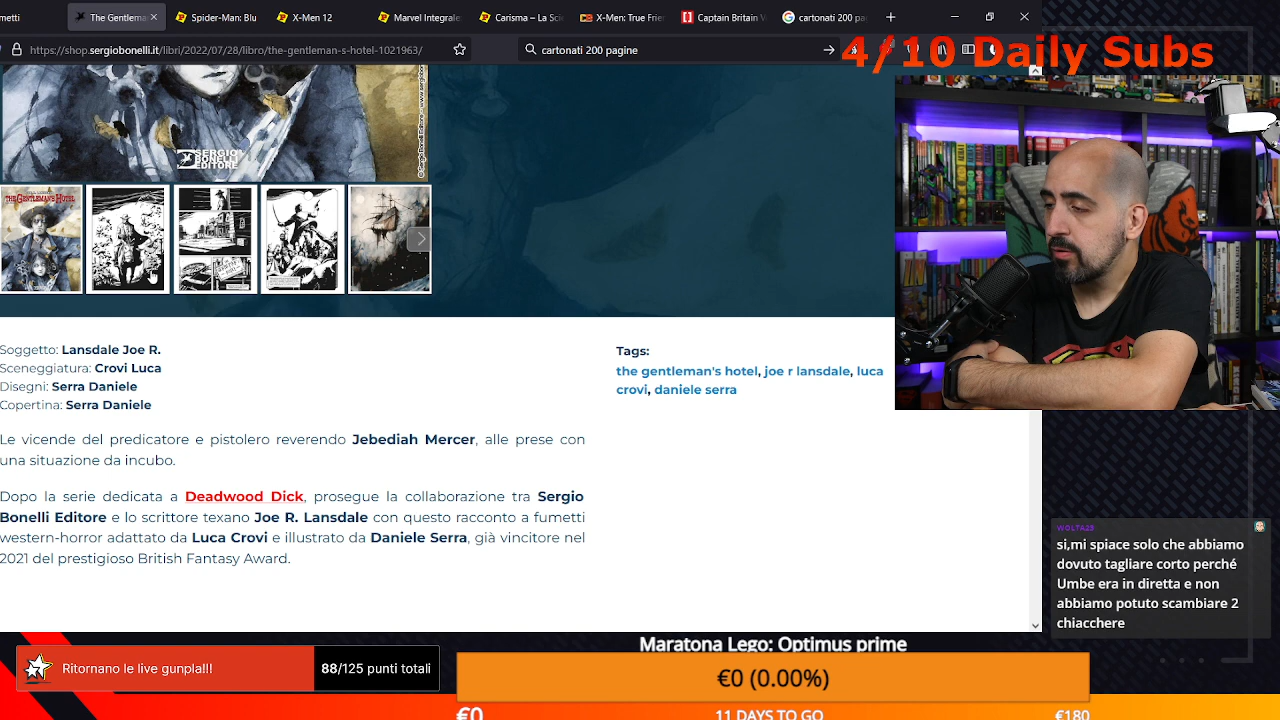 metti
The Gentlema
Spider-Man: Blu
X-Men 12
Marvel Integrale
Carisma – La Sc
X-Men: True Frie
Captain Britain
cartonati 200 pa
https://shop.sergiobonelli.it/libri/2022/07/28/libro/the-gentleman-s-hotel-1021963/
cartonati 200 pagine
4/10 Daily Subs
SERGIO
BONELLI
EDITORE
THE GENTLEMAN'S HOTEL
Soggetto: Lansdale Joe R.
Sceneggiatura: Crovi Luca
Disegni: Serra Daniele
Copertina: Serra Daniele
Tags:
the gentleman's hotel, joe r lansdale, luca
crovi, daniele serra
Le vicende del predicatore e pistolero reverendo Jebediah Mercer, alle prese con
una situazione da incubo.
Dopo la serie dedicata a Deadwood Dick, prosegue la collaborazione tra Sergio
Bonelli Editore e lo scrittore texano Joe R. Lansdale con questo racconto a fumetti
western-horror adattato da Luca Crovi e illustrato da Daniele Serra, già vincitore nel
2021 del prestigioso British Fantasy Award.
WOLTA23
si,mi spiace solo che abbiamo
dovuto tagliare corto perché
Umbe era in diretta e non
abbiamo potuto scambiare 2
chiacchere
Ritornano le live gunpla!!!
88/125 punti totali
Maratona Lego: Optimus prime
€0 (0.00%)
€0
11 DAYS TO GO
€180